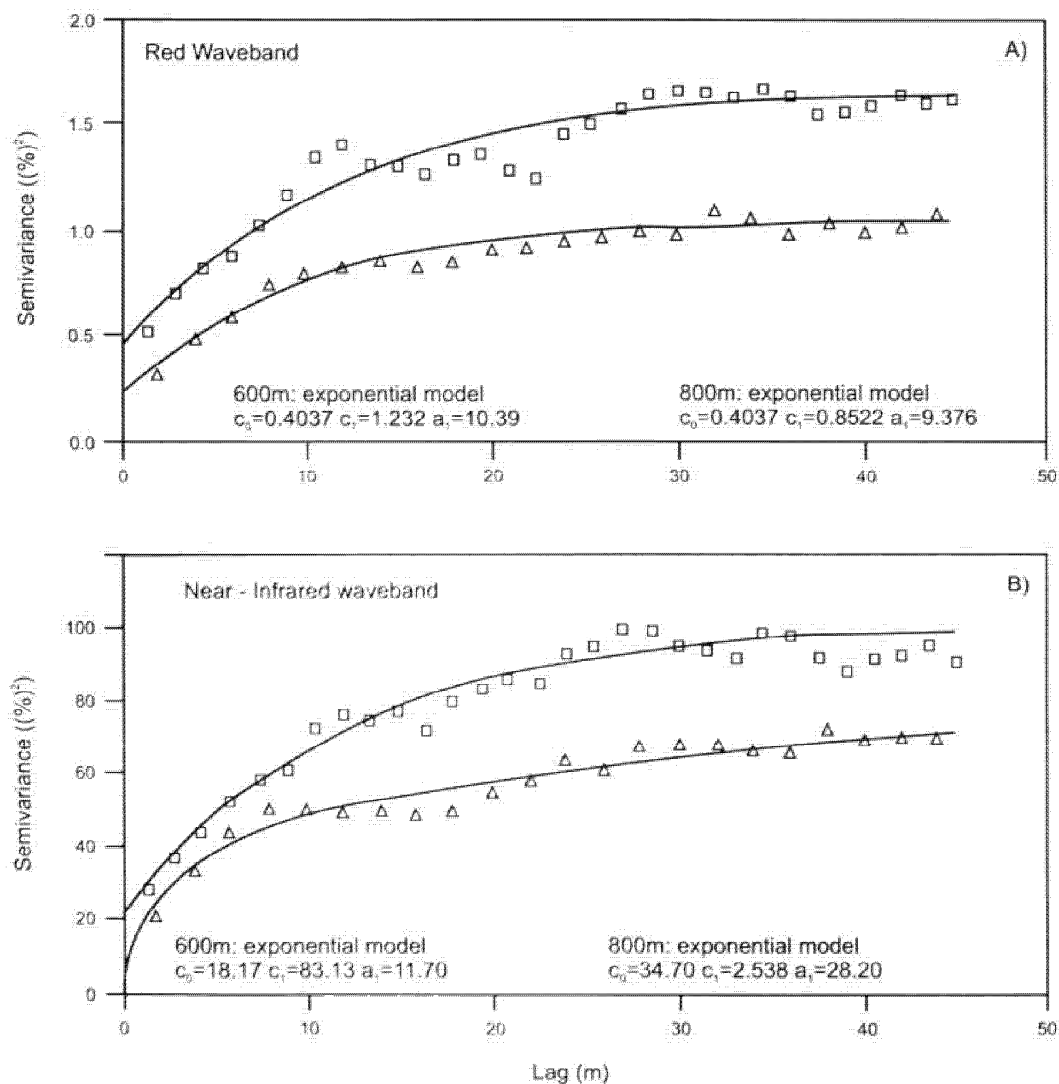 Red Waveband
A)
2.0
1.5
1.0
0.5
0.0
Semivariance ((%)²)
600m: exponential model
c₀=0.4037 c₁=1.232 a₁=10.39
800m: exponential model
c₀=0.4037 c₁=0.8522 a₁=9.376
0 10 20 30 40 50
Near - Infrared waveband
B)
100
80
60
40
20
0
Semivariance ((%)²)
600m: exponential model
c₀=18.17 c₁=83.13 a₁=11.70
800m: exponential model
c₀=34.70 c₁=2.538 a₁=28.20
0 10 20 30 40 50
Lag (m)